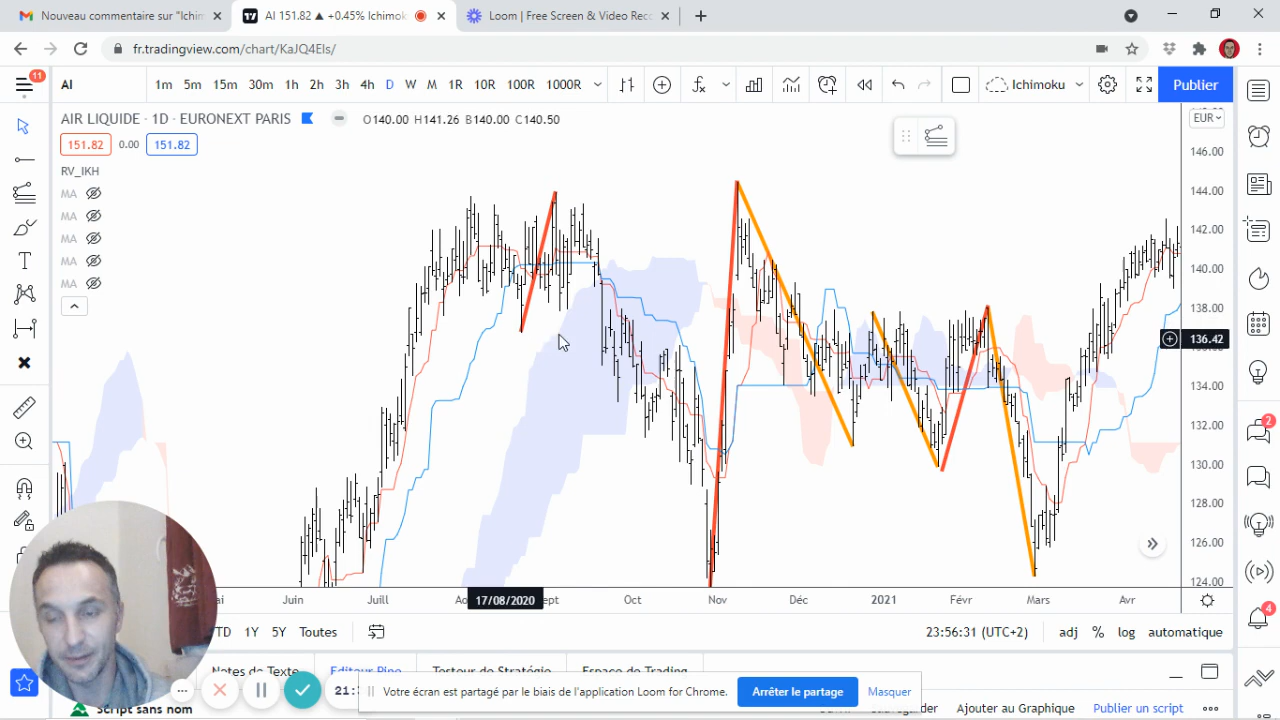 Nouveau commentaire sur "Ichim
AI 151.82 ▲ +0.45% Ichimok
Loom | Free Screen & Video Rec
fr.tradingview.com/chart/KaJQ4Els/
11
AI
1m 5m 15m 30m 1h 2h 3h 4h D W M 1R 10R 100R 1000R
Ichimoku
Publier
AIR LIQUIDE · 1D · EURONEXT PARIS
O140.00 H141.26 B140.00 C140.50
EUR
151.82 0.00 151.82
RV_IKH
MA
MA
MA
MA
MA
146.00
144.00
142.00
140.00
138.00
136.42
134.00
132.00
130.00
128.00
126.00
124.00
2
4
Juin Juill 17/08/2020 ept Oct Nov Déc 2021 Févr Mars Avr
TD 1Y 5Y Toutes
23:56:31 (UTC+2) adj % log automatique
Notes de Texte Éditeur Pine Testeur de Stratégie Espace de Trading
21:
Votre écran est partagé par le biais de l'application Loom for Chrome.
Arrêter le partage
Masquer
Script sans nom
Ajouter au Graphique
Publier un script